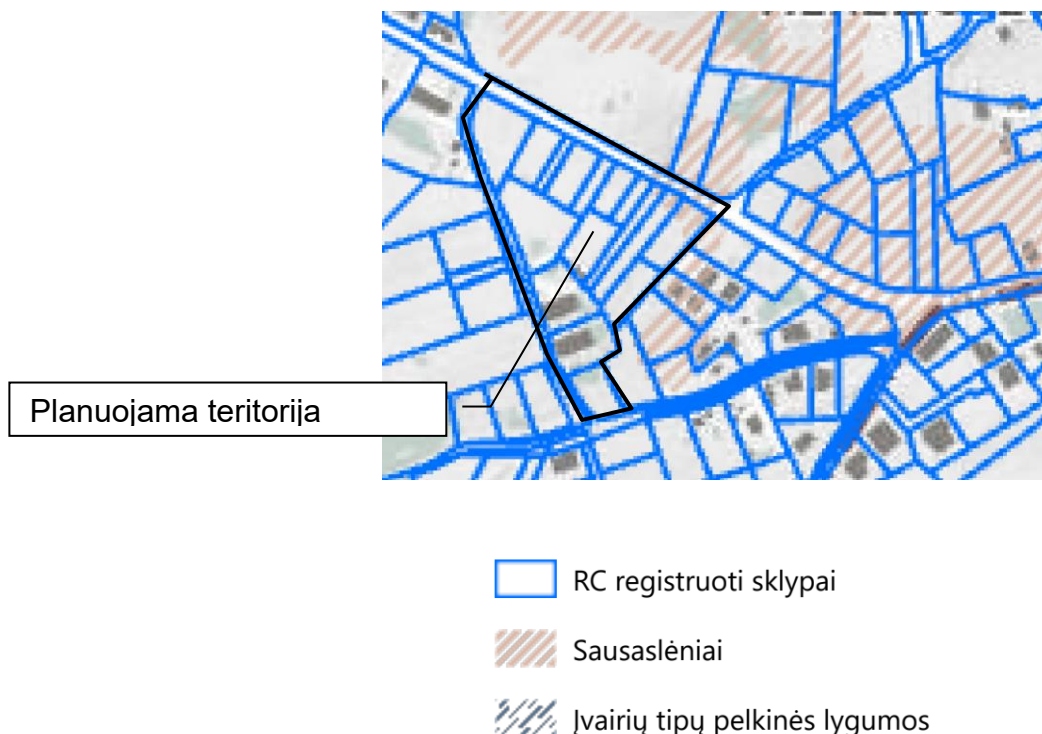 Planuojama teritorija
RC registruoti sklypai
Sausaslėniai
Įvairių tipų pelkinės lygumos